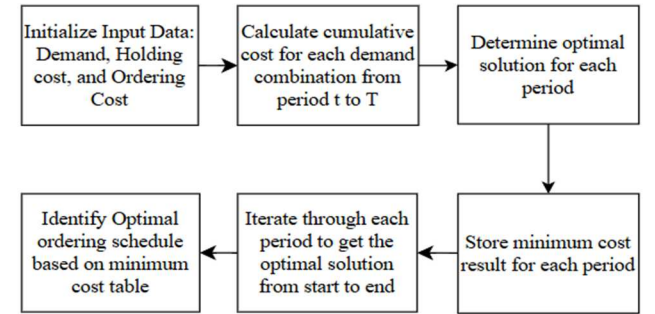 Initialize Input Data:
Demand, Holding
cost, and Ordering
Cost
Calculate cumulative
cost for each demand
combination from
period t to T
Determine optimal
solution for each
period
Store minimum cost
result for each period
Iterate through each
period to get the
optimal solution
from start to end
Identify Optimal
ordering schedule
based on minimum
cost table